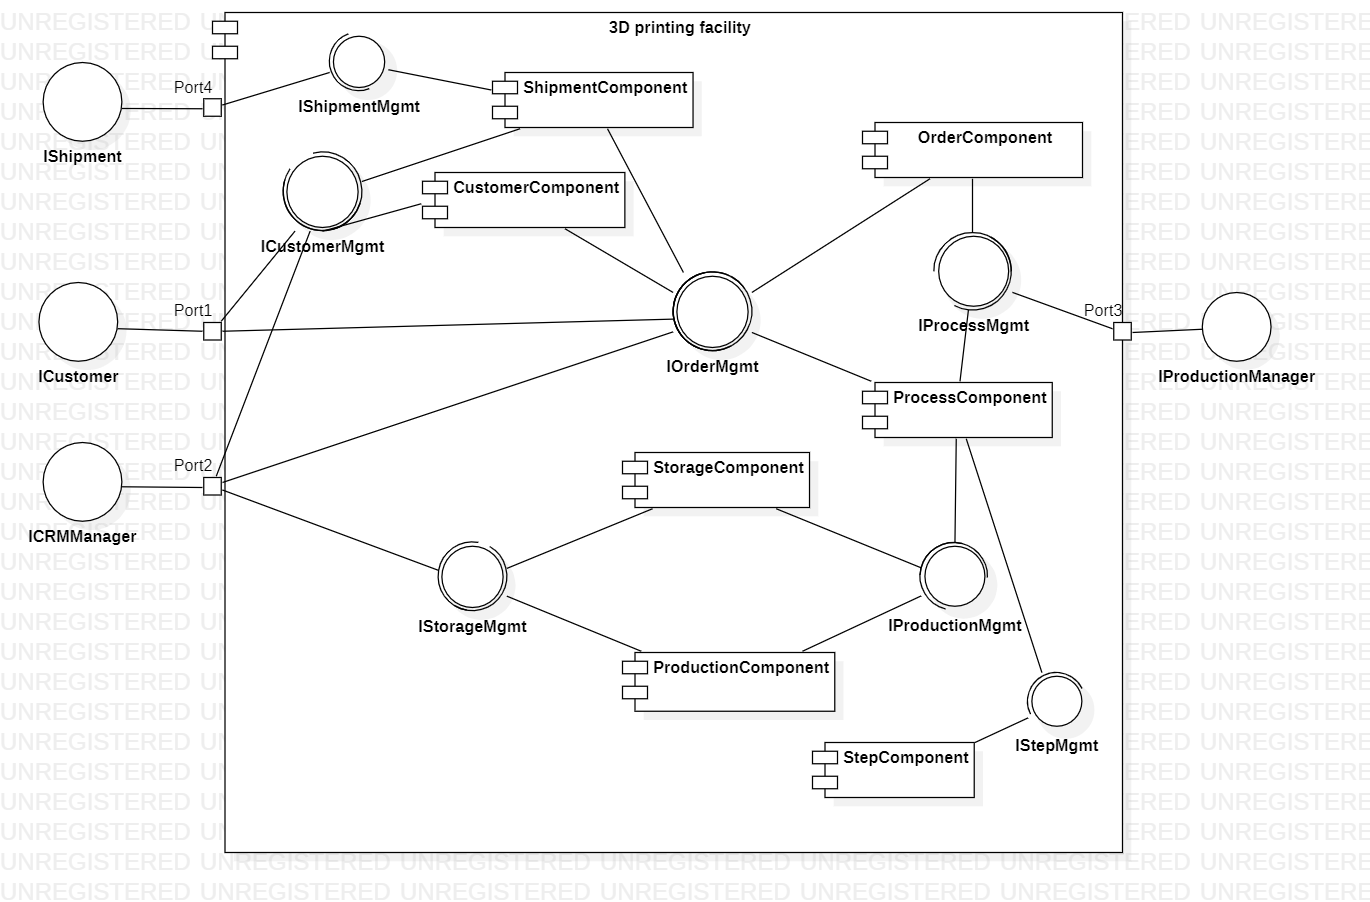 3D printing facility
Port4
ShipmentComponent
IShipmentMgmt
IShipment
OrderComponent
CustomerComponent
ICustomerMgmt
Port1
Port3
IProcessMgmt
IOrderMgmt
ICustomer
IProductionManager
ProcessComponent
Port2
StorageComponent
ICRMManager
IStorageMgmt
IProductionMgmt
ProductionComponent
IStepMgmt
StepComponent
UNREGISTERED UNREGISTERED UNREGISTERED UNREGISTERED UNREGISTERED UNREGISTERED UNREGISTERED